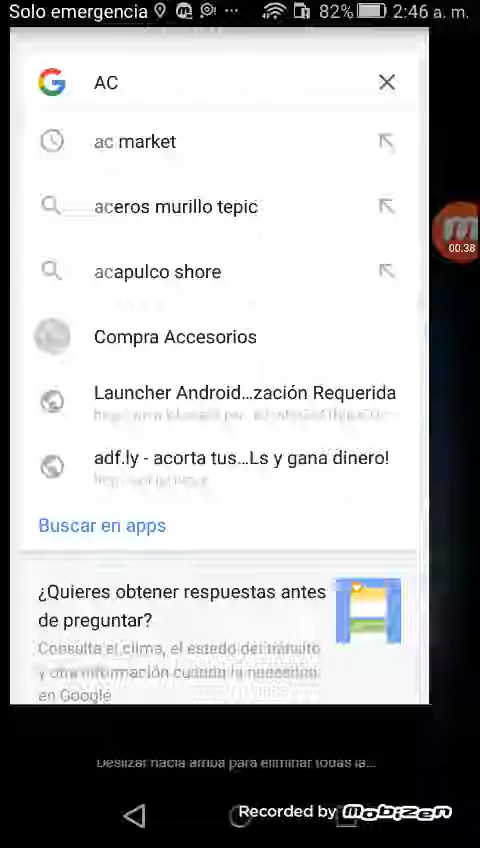 Solo emergencia 82% 2:46 a. m.
AC
ac market
00.38
aceros murillo tepic
acapulco shore
Compra Accesorios
Launcher Android...zación Requerida
adf.ly - acorta tus...Ls y gana dinero!
Buscar en apps
¿Quieres obtener respuestas antes
de preguntar?
Consulta el clima, el estado del tránsito
y otra información cuando la necesites
en Google
Deslizar hacia arriba para eliminar todas la...
Recorded by mobizen